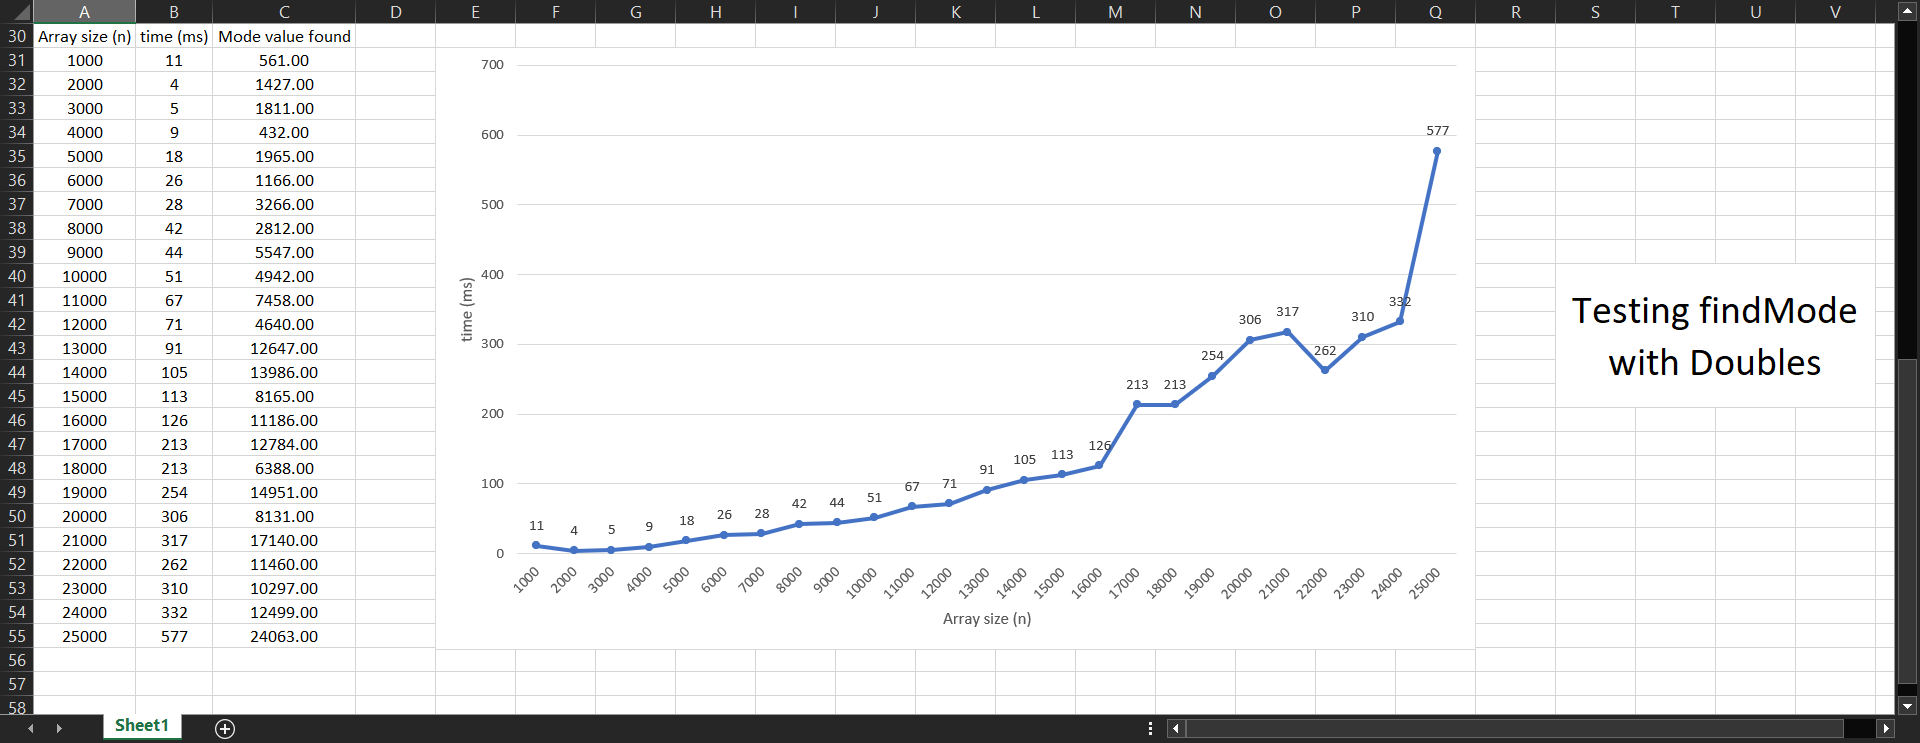 A B C D E F G H I J K L M N O P Q R S T U V
30 Array size (n) time (ms) Mode value found
31 1000 11 561.00
32 2000 4 1427.00
33 3000 5 1811.00
34 4000 9 432.00
35 5000 18 1965.00
36 6000 26 1166.00
37 7000 28 3266.00
38 8000 42 2812.00
39 9000 44 5547.00
40 10000 51 4942.00
41 11000 67 7458.00
42 12000 71 4640.00
43 13000 91 12647.00
44 14000 105 13986.00
45 15000 113 8165.00
46 16000 126 11186.00
47 17000 213 12784.00
48 18000 213 6388.00
49 19000 254 14951.00
50 20000 306 8131.00
51 21000 317 17140.00
52 22000 262 11460.00
53 23000 310 10297.00
54 24000 332 12499.00
55 25000 577 24063.00
56
57
58
700
600
500
400
300
200
100
0
time (ms)
11 4 5 9 18 26 28 42 44 51 67 71 91 105 113 126 213 213 254 306 317 262 310 332 577
1000 2000 3000 4000 5000 6000 7000 8000 9000 10000 11000 12000 13000 14000 15000 16000 17000 18000 19000 20000 21000 22000 23000 24000 25000
Array size (n)
Testing findMode
with Doubles
Sheet1